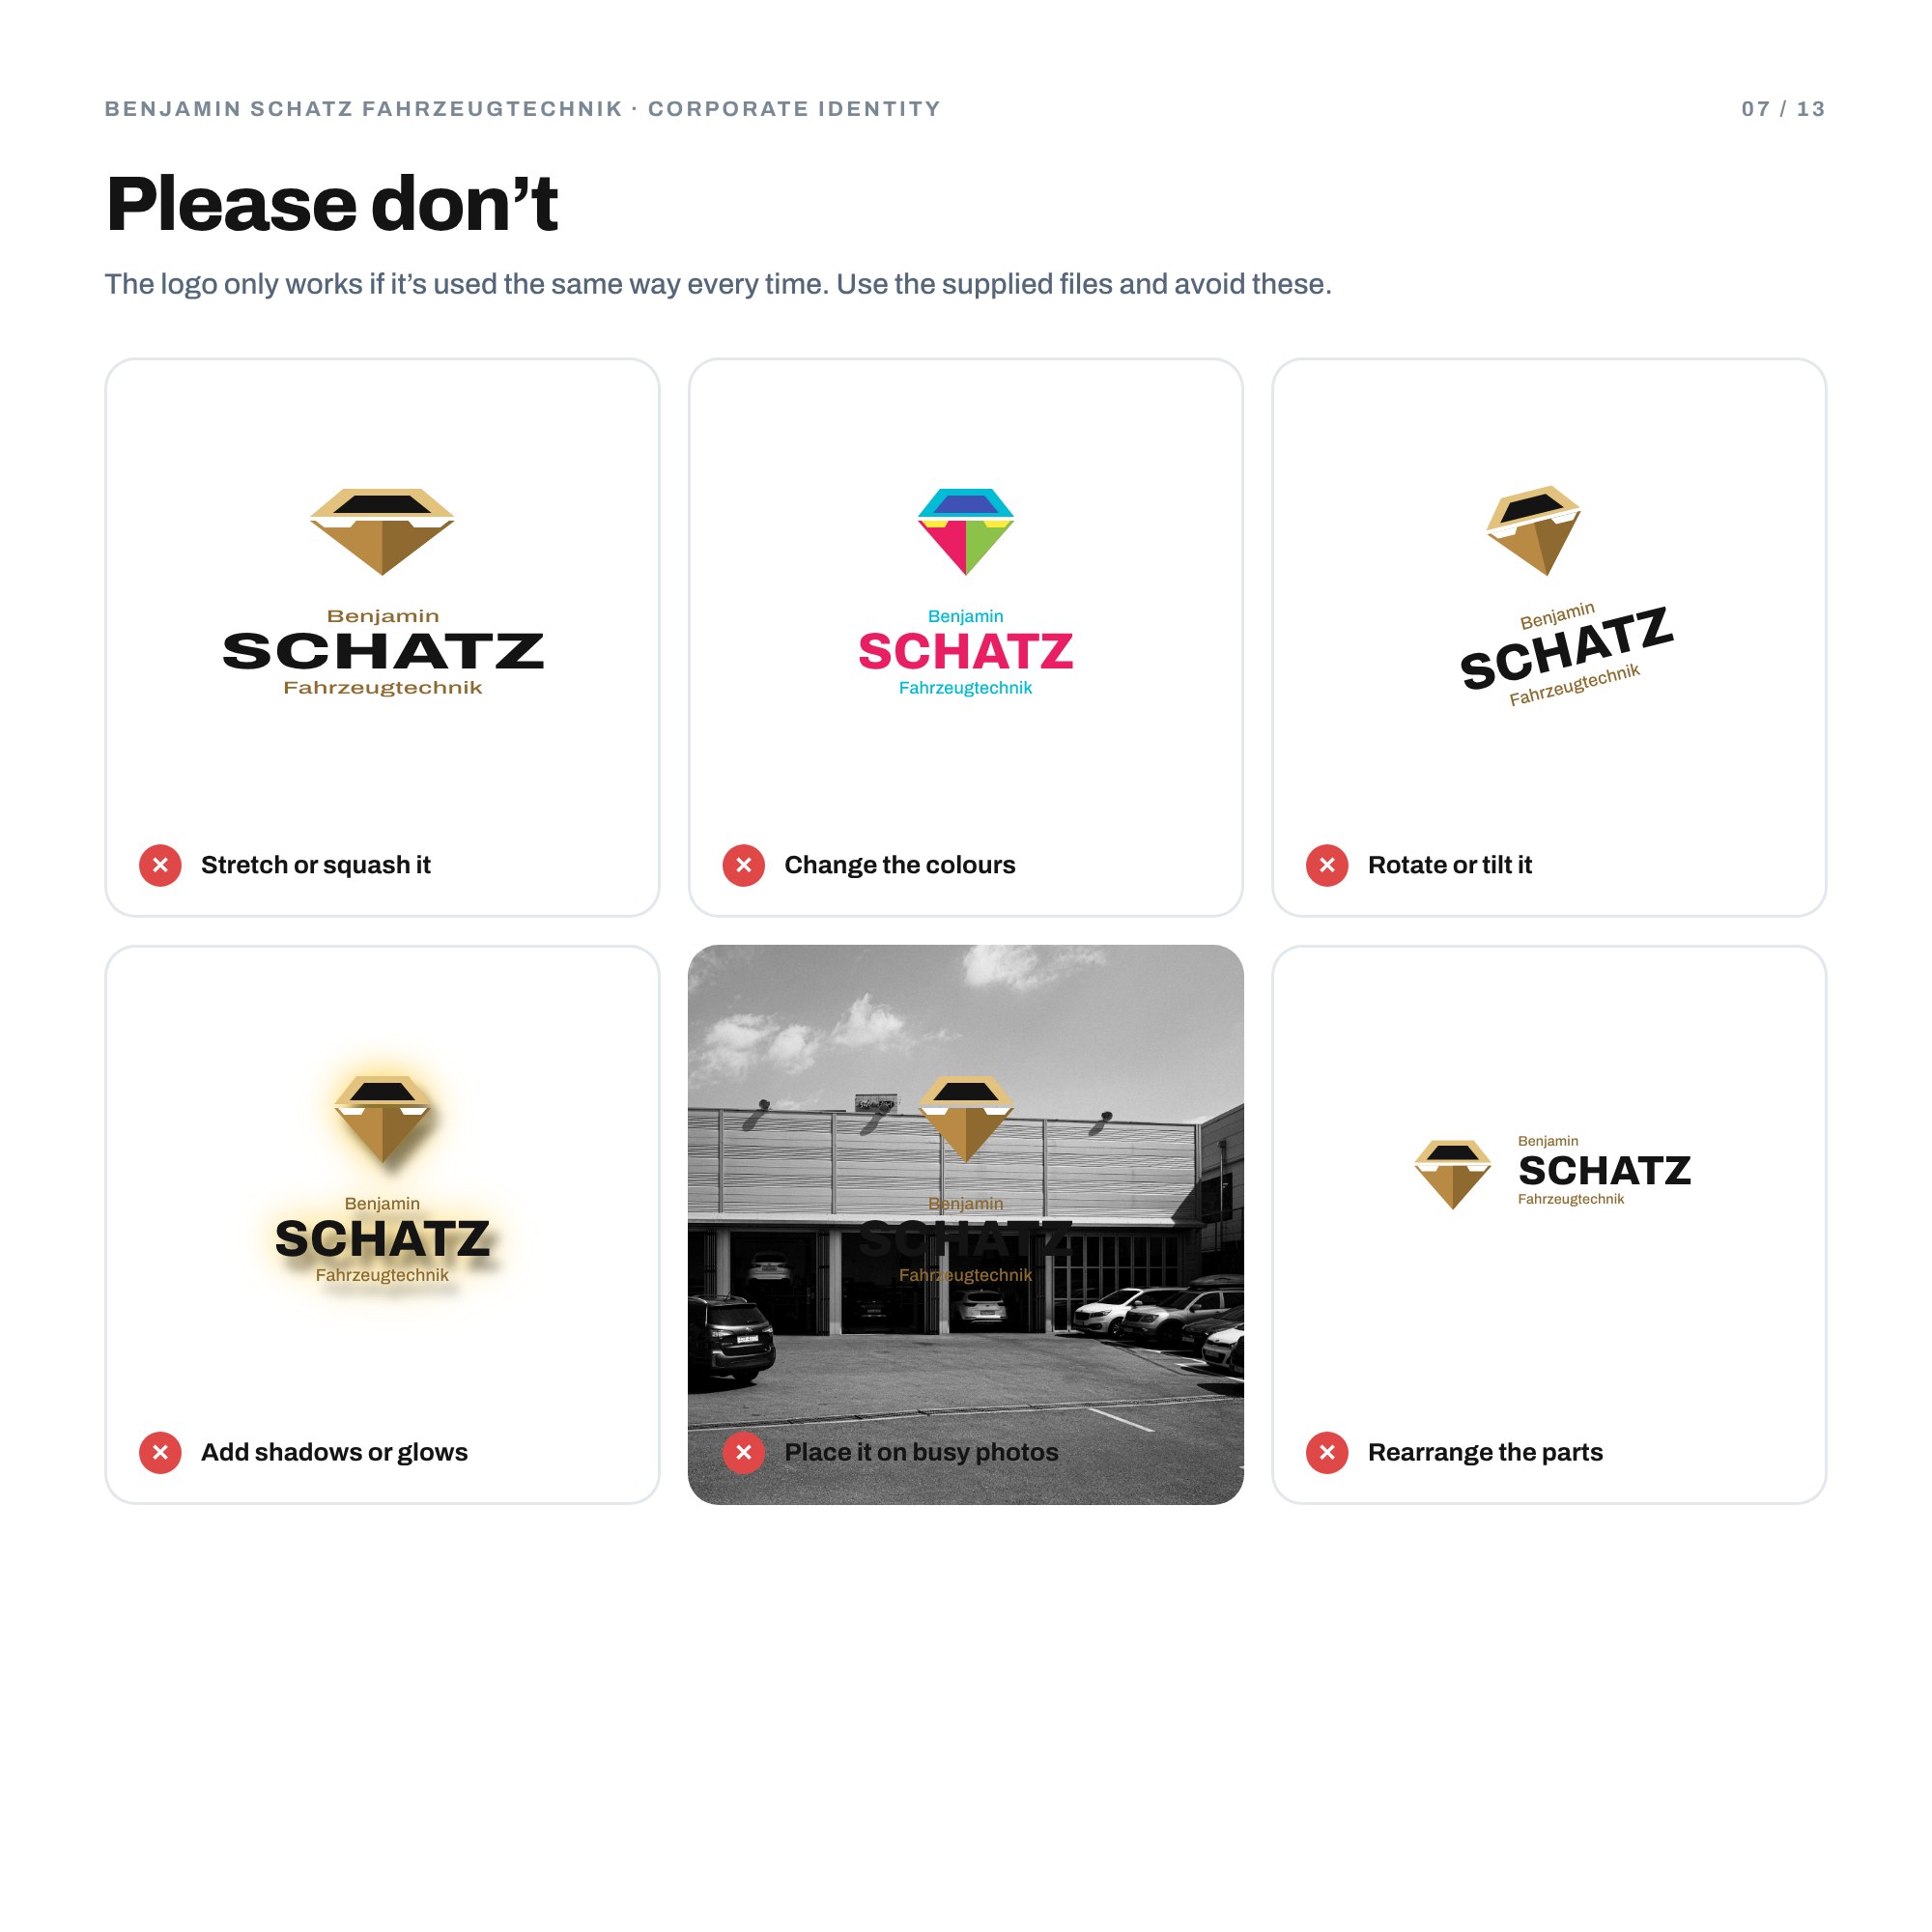 BENJAMIN SCHATZ FAHRZEUGTECHNIK · CORPORATE IDENTITY
07 / 13
Please don’t
The logo only works if it’s used the same way every time. Use the supplied files and avoid these.
Benjamin
SCHATZ
Fahrzeugtechnik
Stretch or squash it
Benjamin
SCHATZ
Fahrzeugtechnik
Change the colours
Benjamin
SCHATZ
Fahrzeugtechnik
Rotate or tilt it
Benjamin
SCHATZ
Fahrzeugtechnik
Add shadows or glows
Benjamin
SCHATZ
Fahrzeugtechnik
Place it on busy photos
Benjamin
SCHATZ
Fahrzeugtechnik
Rearrange the parts